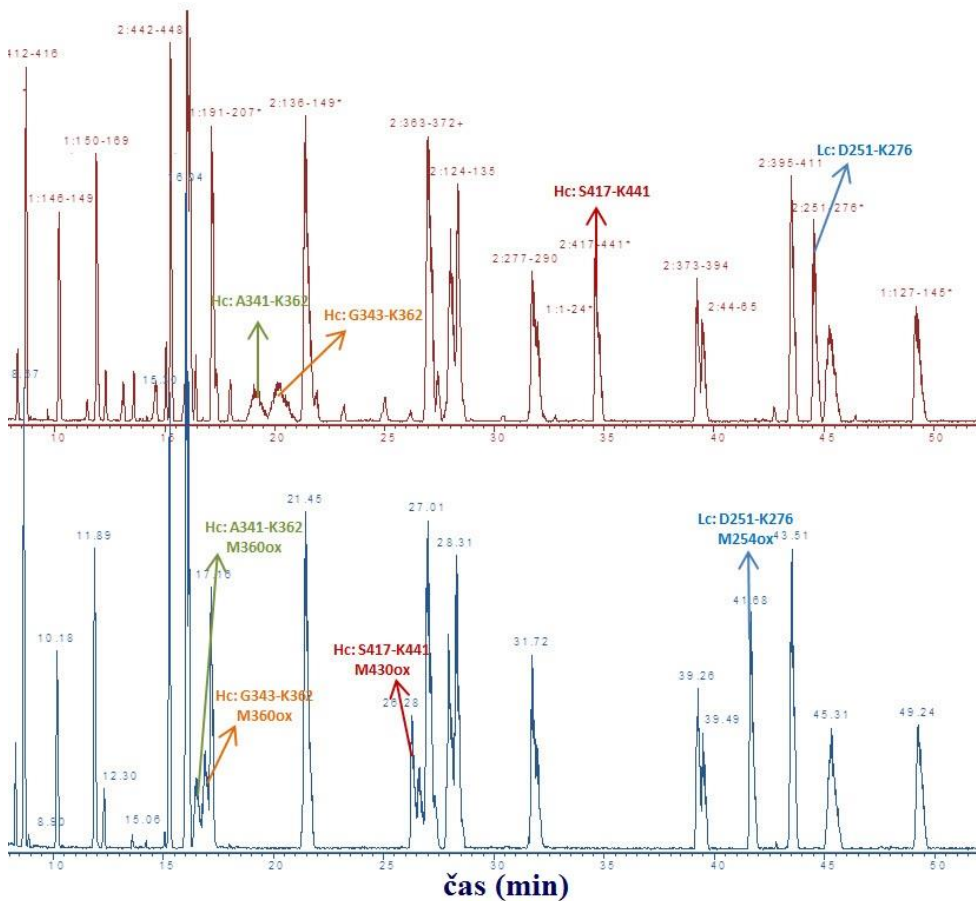 2:442-448
412-416
2:136-149*
1:191-207*
2:363-372+
1:150-169
2:395-411
Lc: D251-K276
2:124-135
16.04
Hc: S417-K441
1:146-149
2:251-276*
2:417-441*
2:277-290
2:373-394
Hc: A341-K362
1:127-145*
2:44-65
1:1-24*
Hc: G343-K362
8.37
15.30
10 15 20 25 30 35 40 45 50
21.45
27.01
Lc: D251-K276
M254ox
Hc: A341-K362
M360ox
11.89
28.31
43.51
17.16
41.68
10.18
31.72
Hc: S417-K441
M430ox
Hc: G343-K362
M360ox
26.28
39.26
39.49
45.31
49.24
12.30
8.90
15.06
10 15 20 25 30 35 40 45 50
čas (min)